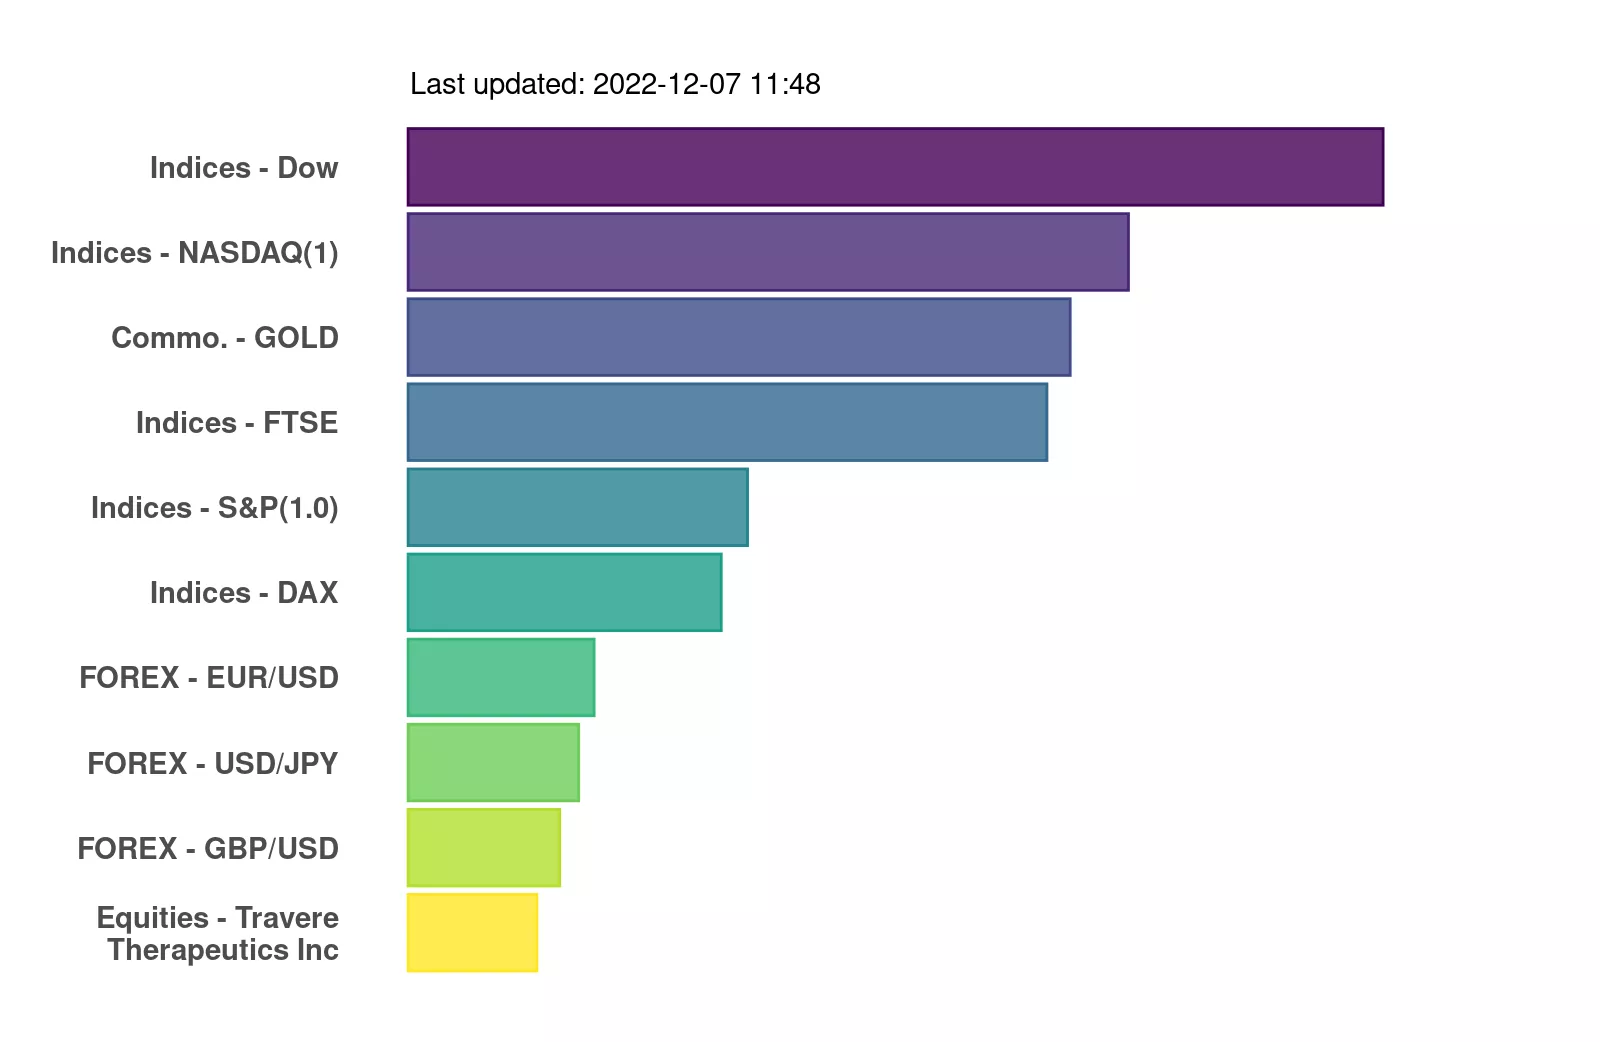 Last updated: 2022-12-07 11:48
Indices - Dow
Indices - NASDAQ(1)
Commo. - GOLD
Indices - FTSE
Indices - S&P(1.0)
Indices - DAX
FOREX - EUR/USD
FOREX - USD/JPY
FOREX - GBP/USD
Equities - Travere
Therapeutics Inc